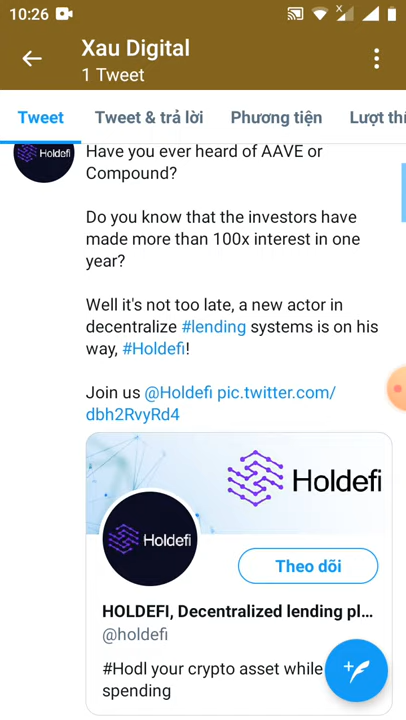 10:26
Xau Digital
1 Tweet
Tweet Tweet & trả lời Phương tiện Lượt thí
Holdefi
Have you ever heard of AAVE or
Compound?
Do you know that the investors have
made more than 100x interest in one
year?
Well it's not too late, a new actor in
decentralize #lending systems is on his
way, #Holdefi!
Join us @Holdefi pic.twitter.com/
dbh2RvyRd4
Holdefi
Holdefi
Theo dõi
HOLDEFI, Decentralized lending pl...
@holdefi
#Hodl your crypto asset while
spending